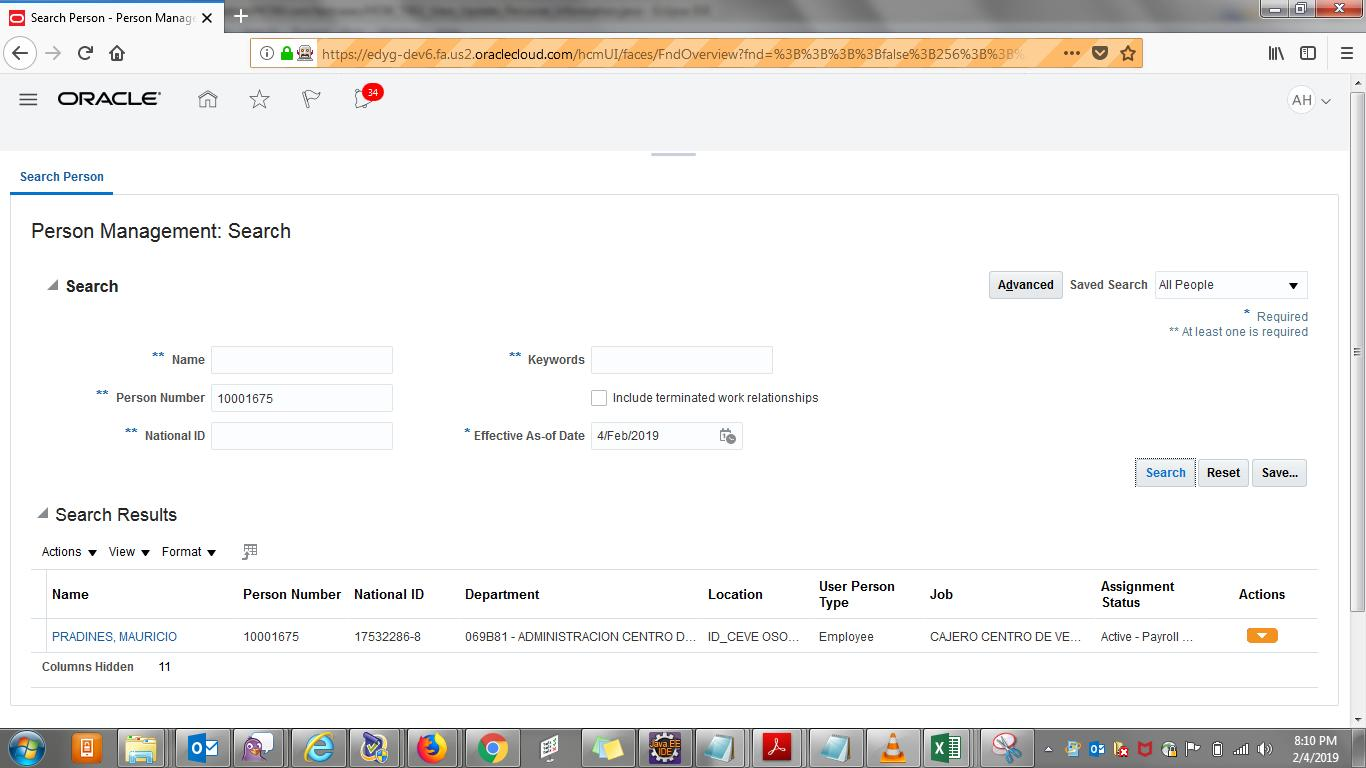 Search Person - Person Manage
https://edyg-dev6.fa.us2.oraclecloud.com/hcmUI/faces/FndOverview?fnd=%3B%3B%3B%3Bfalse%3B256%3B%3B%
ORACLE
34
AH
Search Person
Person Management: Search
Search
Advanced Saved Search All People
* Required
** At least one is required
** Name
** Keywords
** Person Number 10001675
Include terminated work relationships
** National ID
* Effective As-of Date 4/Feb/2019
Search Reset Save...
Search Results
Actions View Format
Name Person Number National ID Department Location User Person Type Job Assignment Status Actions
PRADINES, MAURICIO 10001675 17532286-8 069B81 - ADMINISTRACION CENTRO D... ID_CEVE OSO... Employee CAJERO CENTRO DE VE... Active - Payroll ...
Columns Hidden 11
Java EE
IDE
8:10 PM
2/4/2019